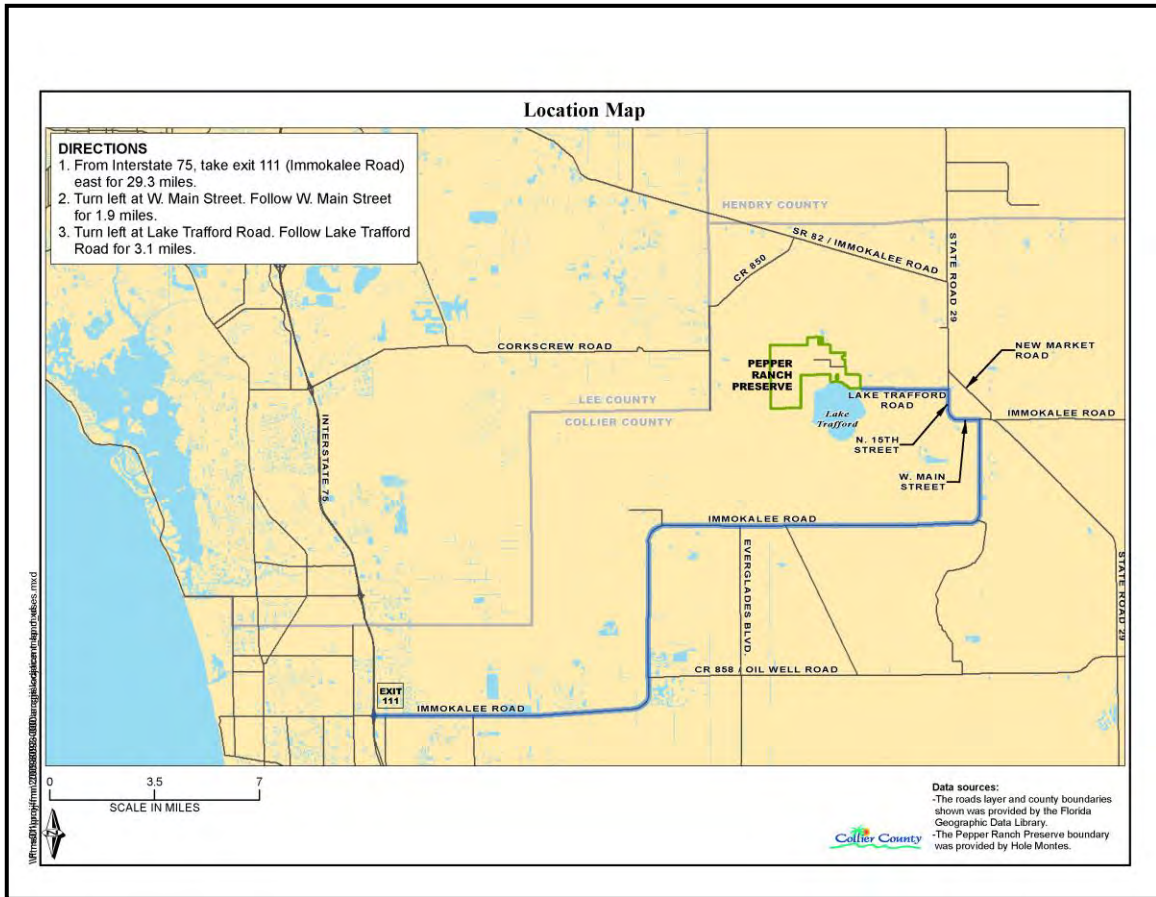 Location Map
DIRECTIONS
1. From Interstate 75, take exit 111 (Immokalee Road)
east for 29.3 miles.
2. Turn left at W. Main Street. Follow W. Main Street
for 1.9 miles.
3. Turn left at Lake Trafford Road. Follow Lake Trafford
Road for 3.1 miles.
HENDRY COUNTY
SR 82 / IMMOKALEE ROAD
STATE ROAD 29
CR 850
CORKSCREW ROAD
NEW MARKET
ROAD
PEPPER
RANCH
PRESERVE
LAKE TRAFFORD
ROAD
LEE COUNTY
COLLIER COUNTY
Lake
Trafford
IMMOKALEE ROAD
N. 15TH
STREET
W. MAIN
STREET
INTERSTATE 75
IMMOKALEE ROAD
EVERGLADES BLVD.
STATE ROAD 29
CR 858 / OIL WELL ROAD
EXIT
111
IMMOKALEE ROAD
0 3.5 7
SCALE IN MILES
Collier County
Data sources:
-The roads layer and county boundaries
shown was provided by the Florida
Geographic Data Library.
-The Pepper Ranch Preserve boundary
was provided by Hole Montes.